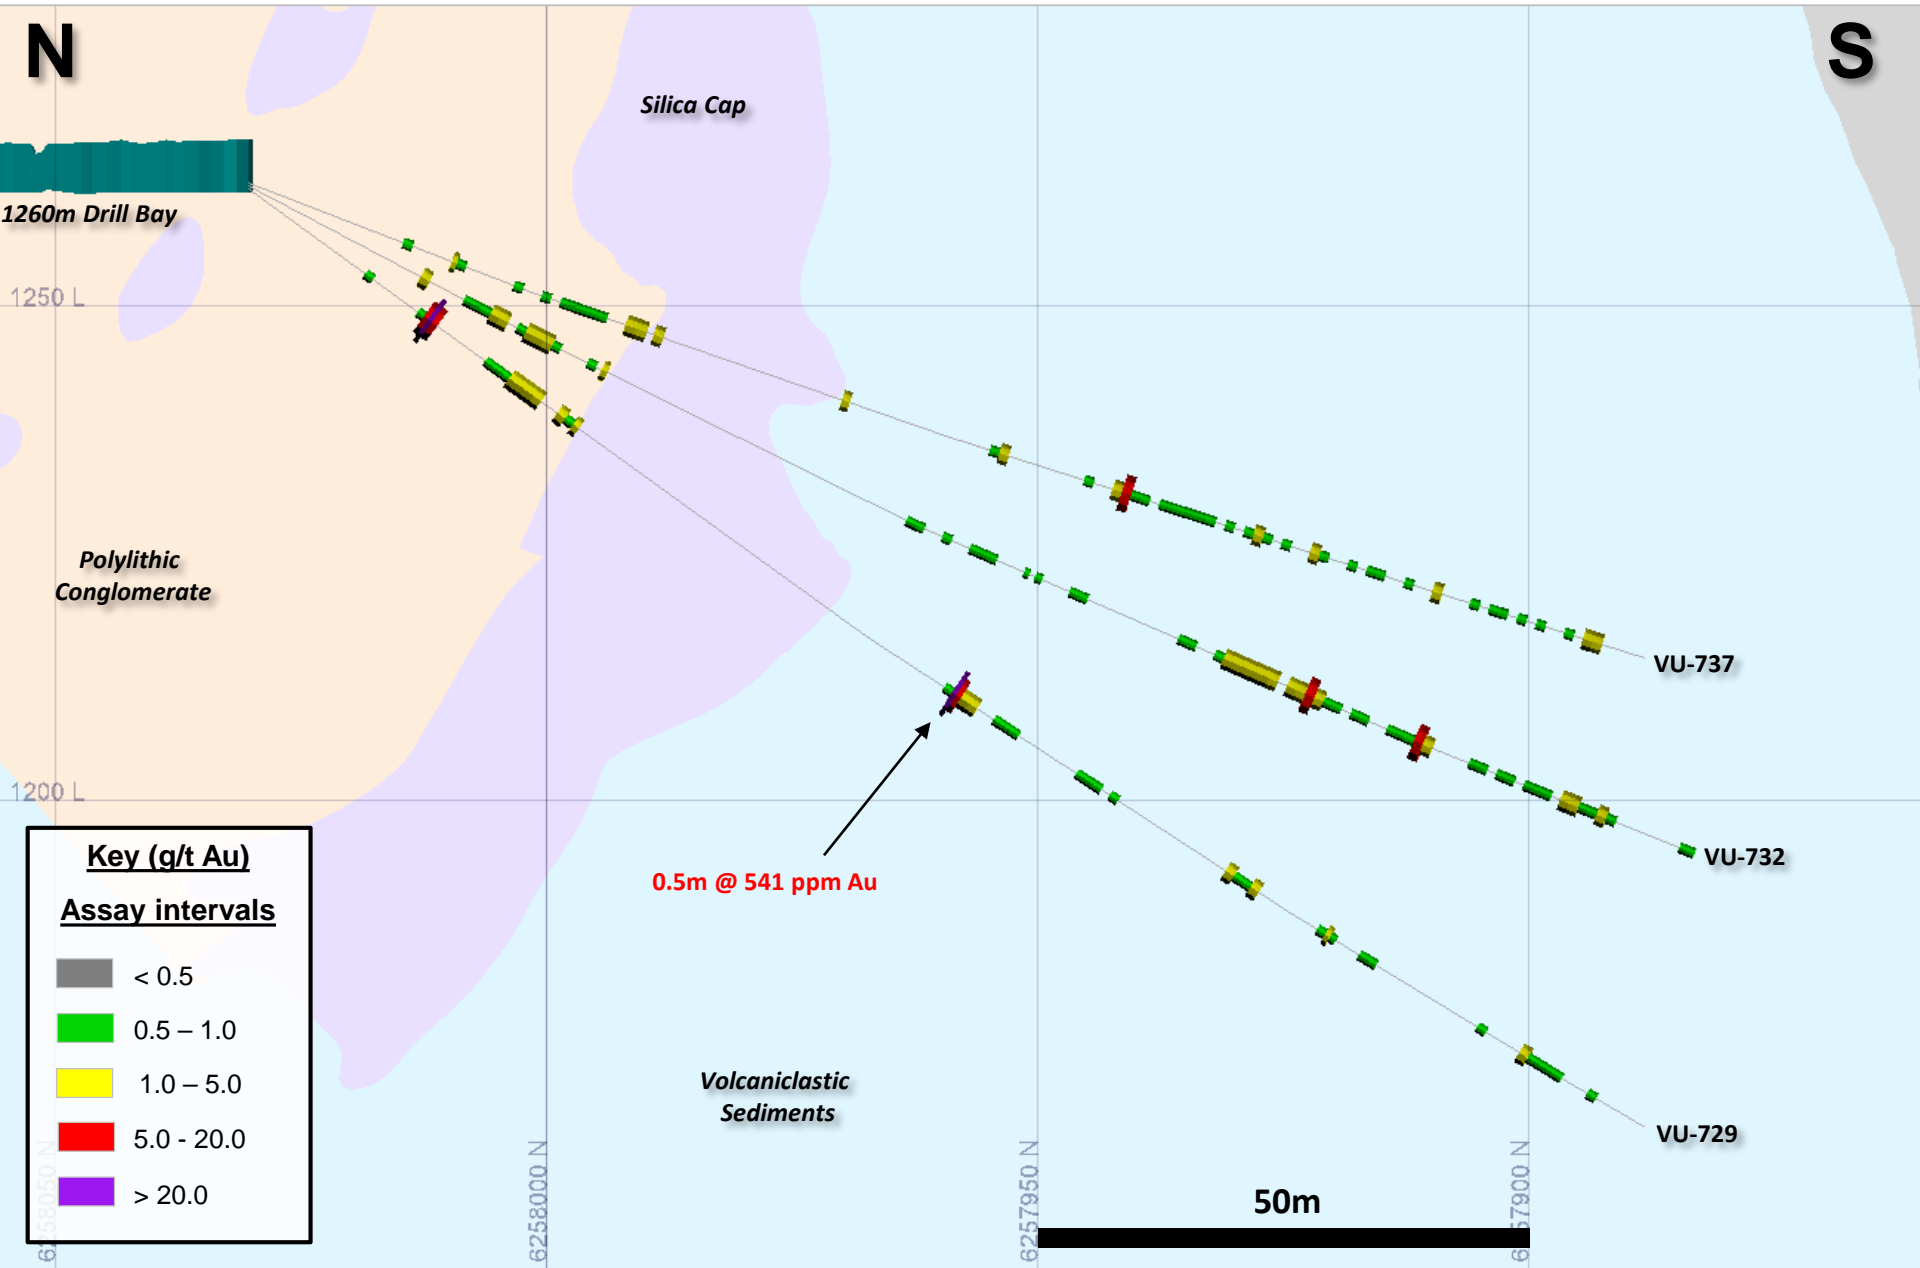 N
S
Silica Cap
1260m Drill Bay
1250 L
Polylithic
Conglomerate
VU-737
1200 L
VU-732
0.5m @ 541 ppm Au
Key (g/t Au)
Assay intervals
< 0.5
0.5 – 1.0
1.0 – 5.0
5.0 - 20.0
> 20.0
Volcaniclastic
Sediments
VU-729
50m
6258050 N
6258000 N
6257950 N
6257900 N